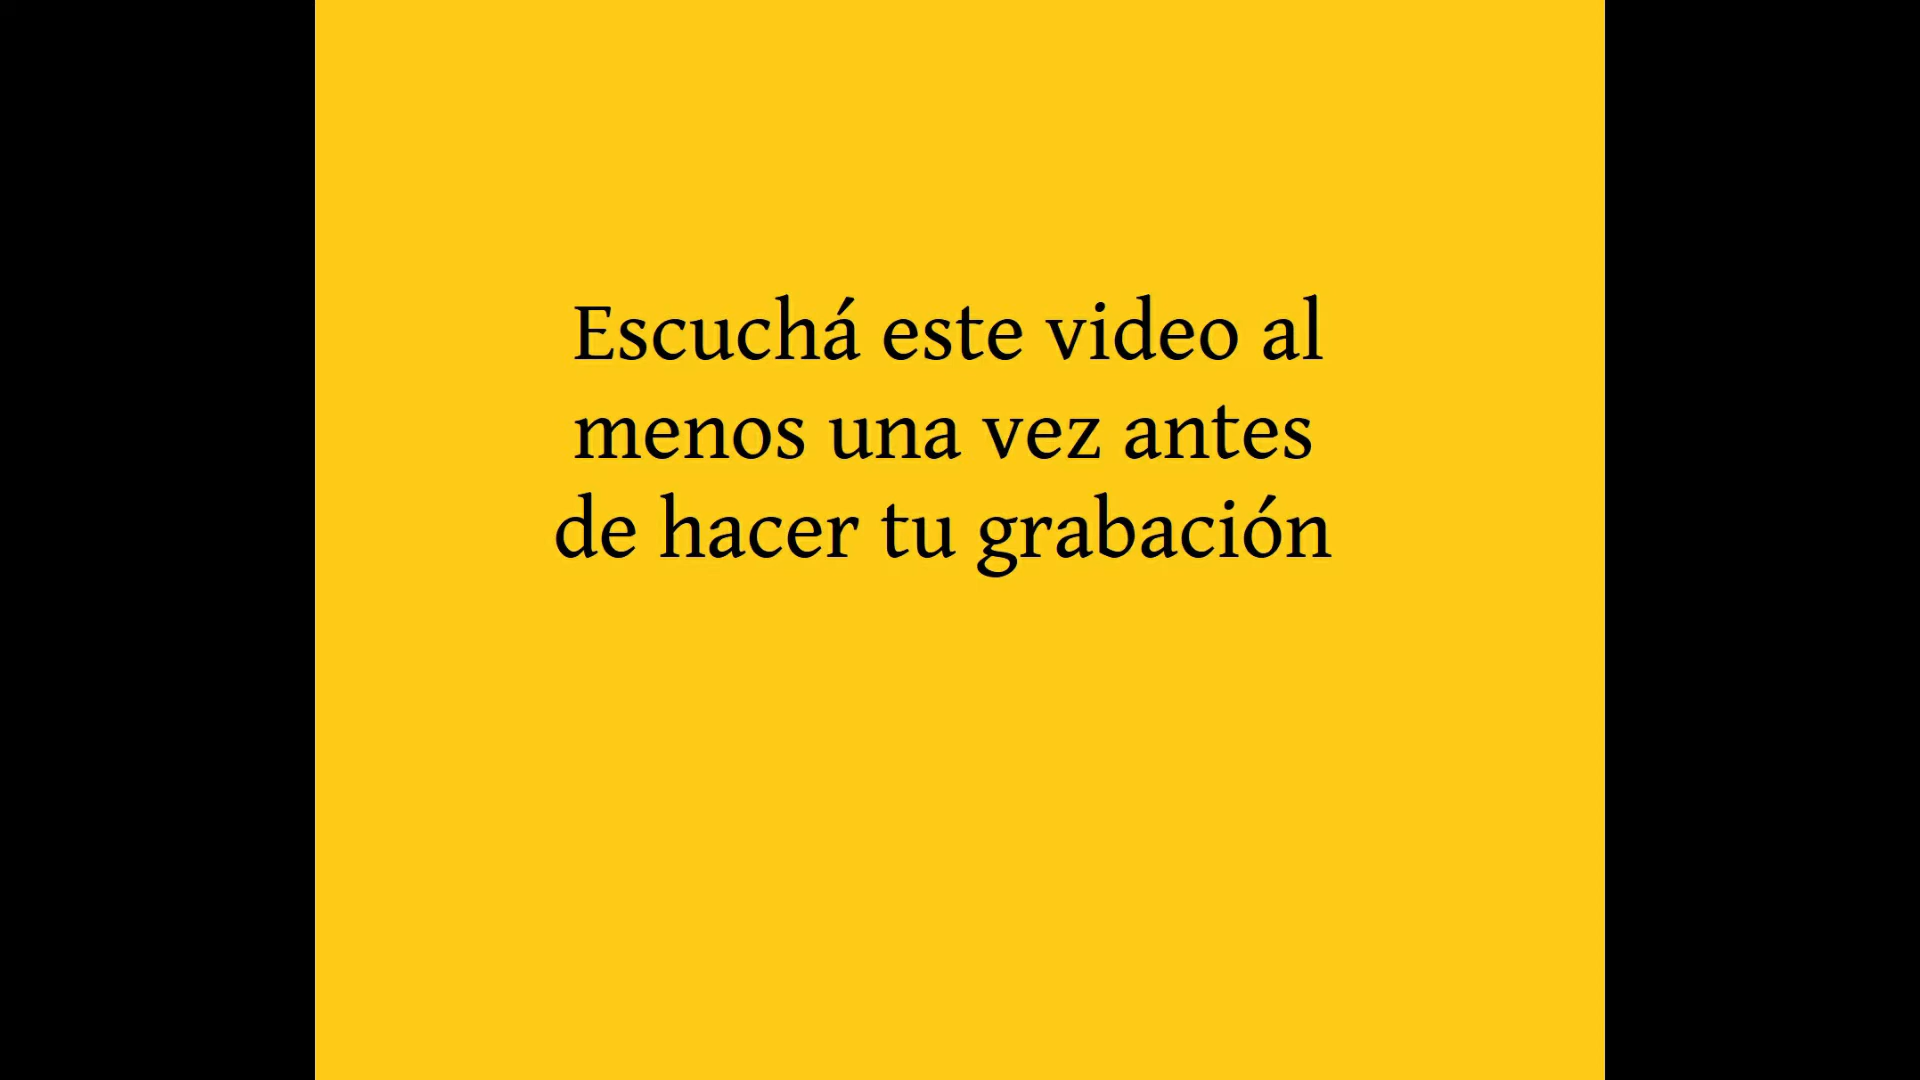 Escuchá este video al
menos una vez antes
de hacer tu grabación